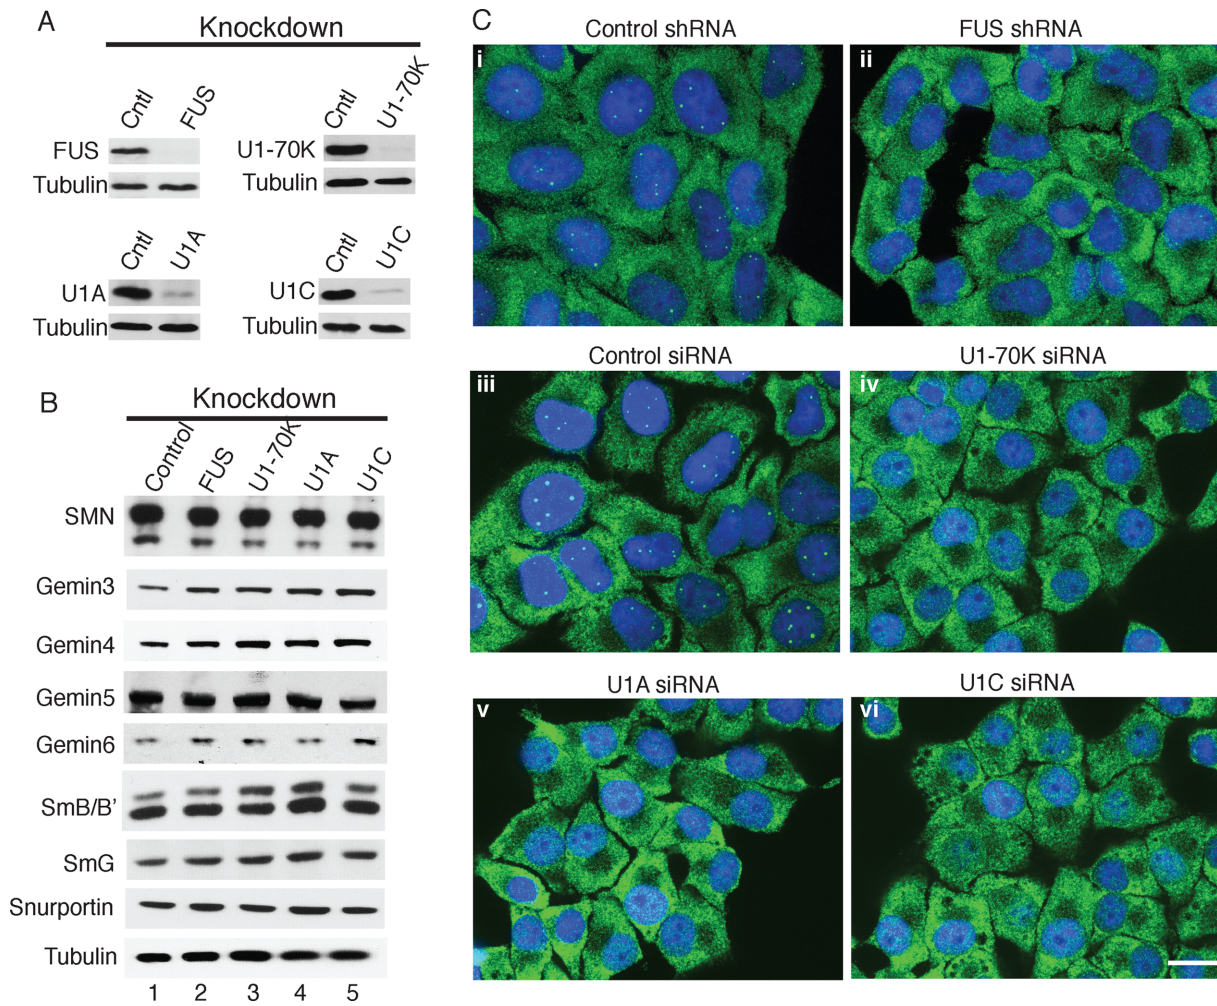 A
Knockdown
Cntl FUS
FUS
Tubulin
Cntl U1-70K
U1-70K
Tubulin
Cntl U1A
U1A
Tubulin
Cntl U1C
U1C
Tubulin
B
Knockdown
Control FUS U1-70K U1A U1C
SMN
Gemin3
Gemin4
Gemin5
Gemin6
SmB/B'
SmG
Snurportin
Tubulin
1 2 3 4 5
C
Control shRNA FUS shRNA
i ii
Control siRNA U1-70K siRNA
iii iv
U1A siRNA U1C siRNA
v vi